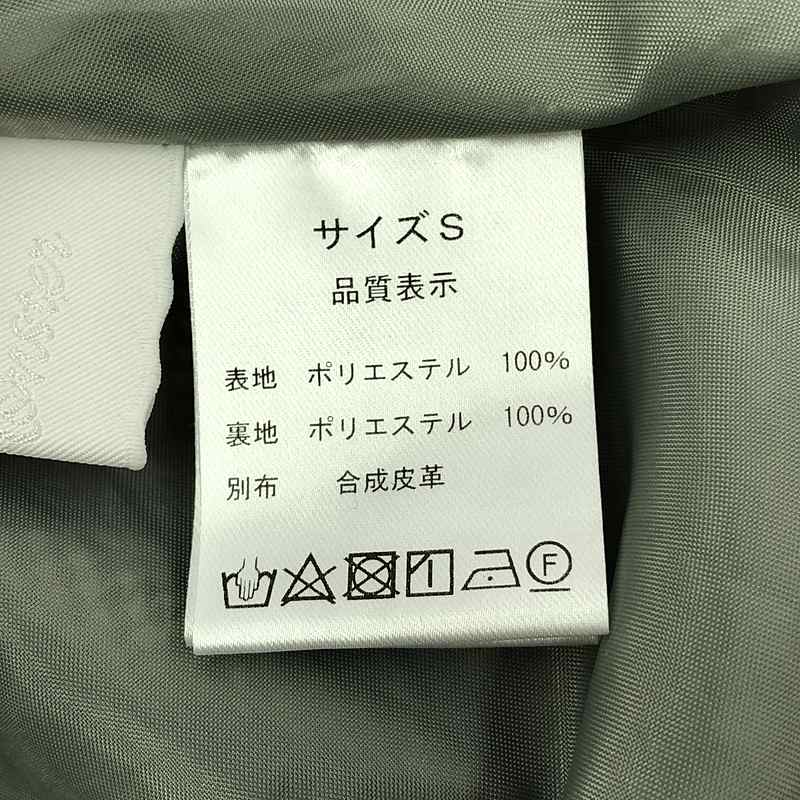 サイズS
品質表示
表地 ポリエステル 100%
裏地 ポリエステル 100%
別布 合成皮革
F